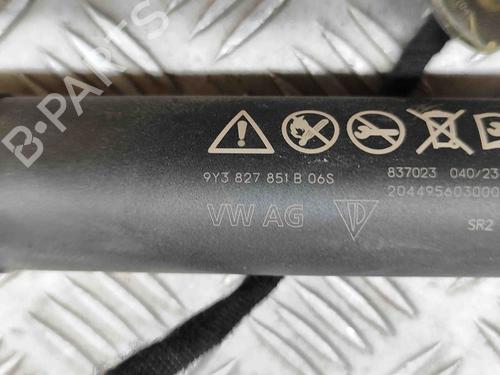 B-PARTS
9Y3 827 851 B 06S
837023 040/23
204495603000
VW AG
SR2